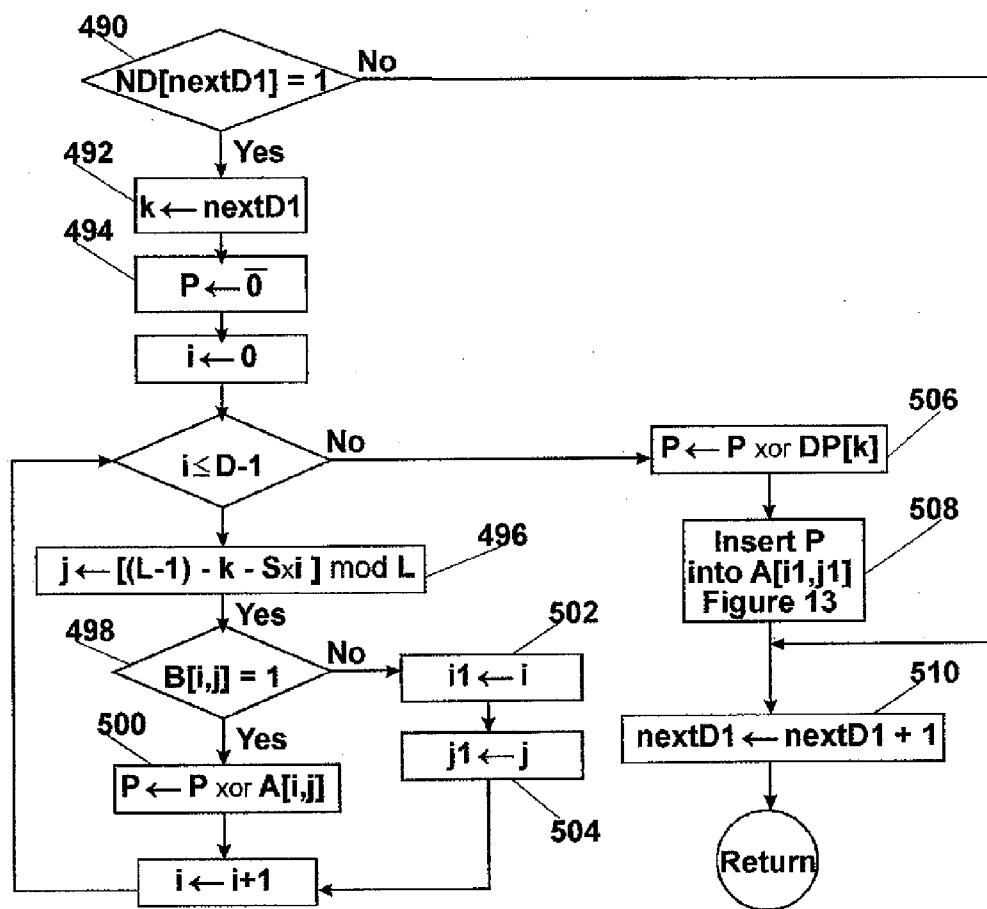 490
ND[nextD1] = 1
No
Yes
492
k ← nextD1
494
P ← 0̅
i ← 0
i ≤ D-1
No
506
P ← P xor DP[k]
j ← [(L-1) - k - Sxi ] mod L
496
508
Insert P
into A[i1,j1]
Figure 13
Yes
498
B[i,j] = 1
No
502
i1 ← i
j1 ← j
504
500
Yes
P ← P xor A[i,j]
i ← i+1
510
nextD1 ← nextD1 + 1
Return